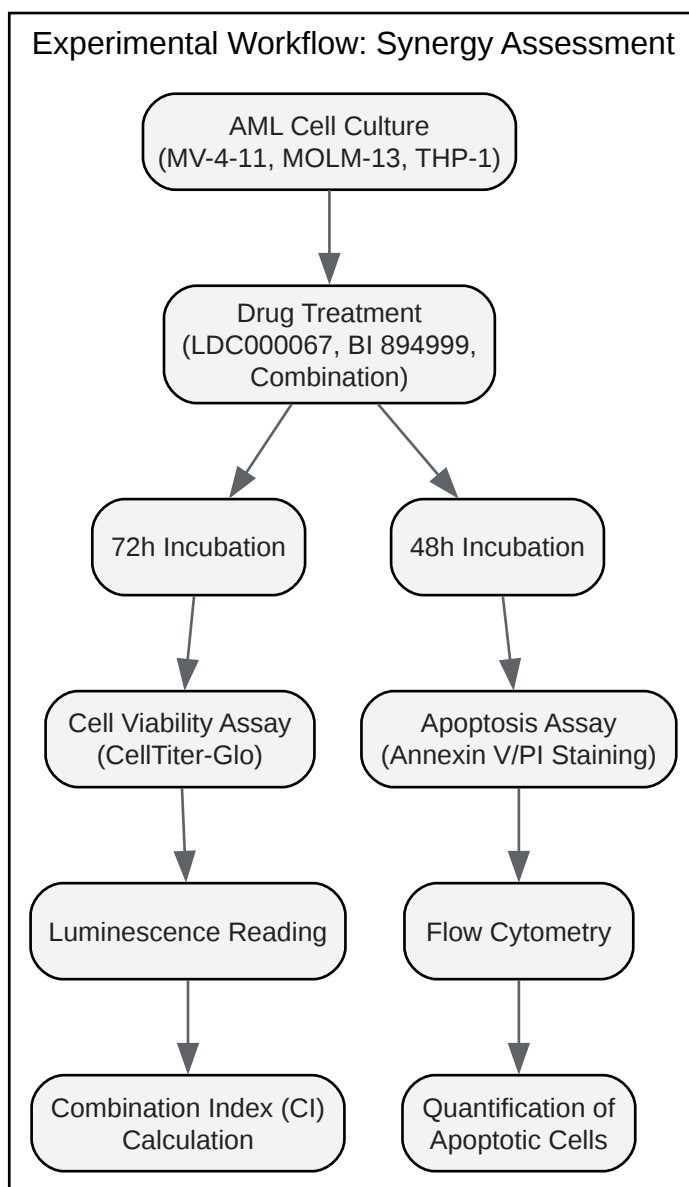 Experimental Workflow: Synergy Assessment
AML Cell Culture
(MV-4-11, MOLM-13, THP-1)
Drug Treatment
(LDC000067, BI 894999,
Combination)
72h Incubation
48h Incubation
Cell Viability Assay
(CellTiter-Glo)
Apoptosis Assay
(Annexin V/PI Staining)
Luminescence Reading
Flow Cytometry
Combination Index (CI)
Calculation
Quantification of
Apoptotic Cells